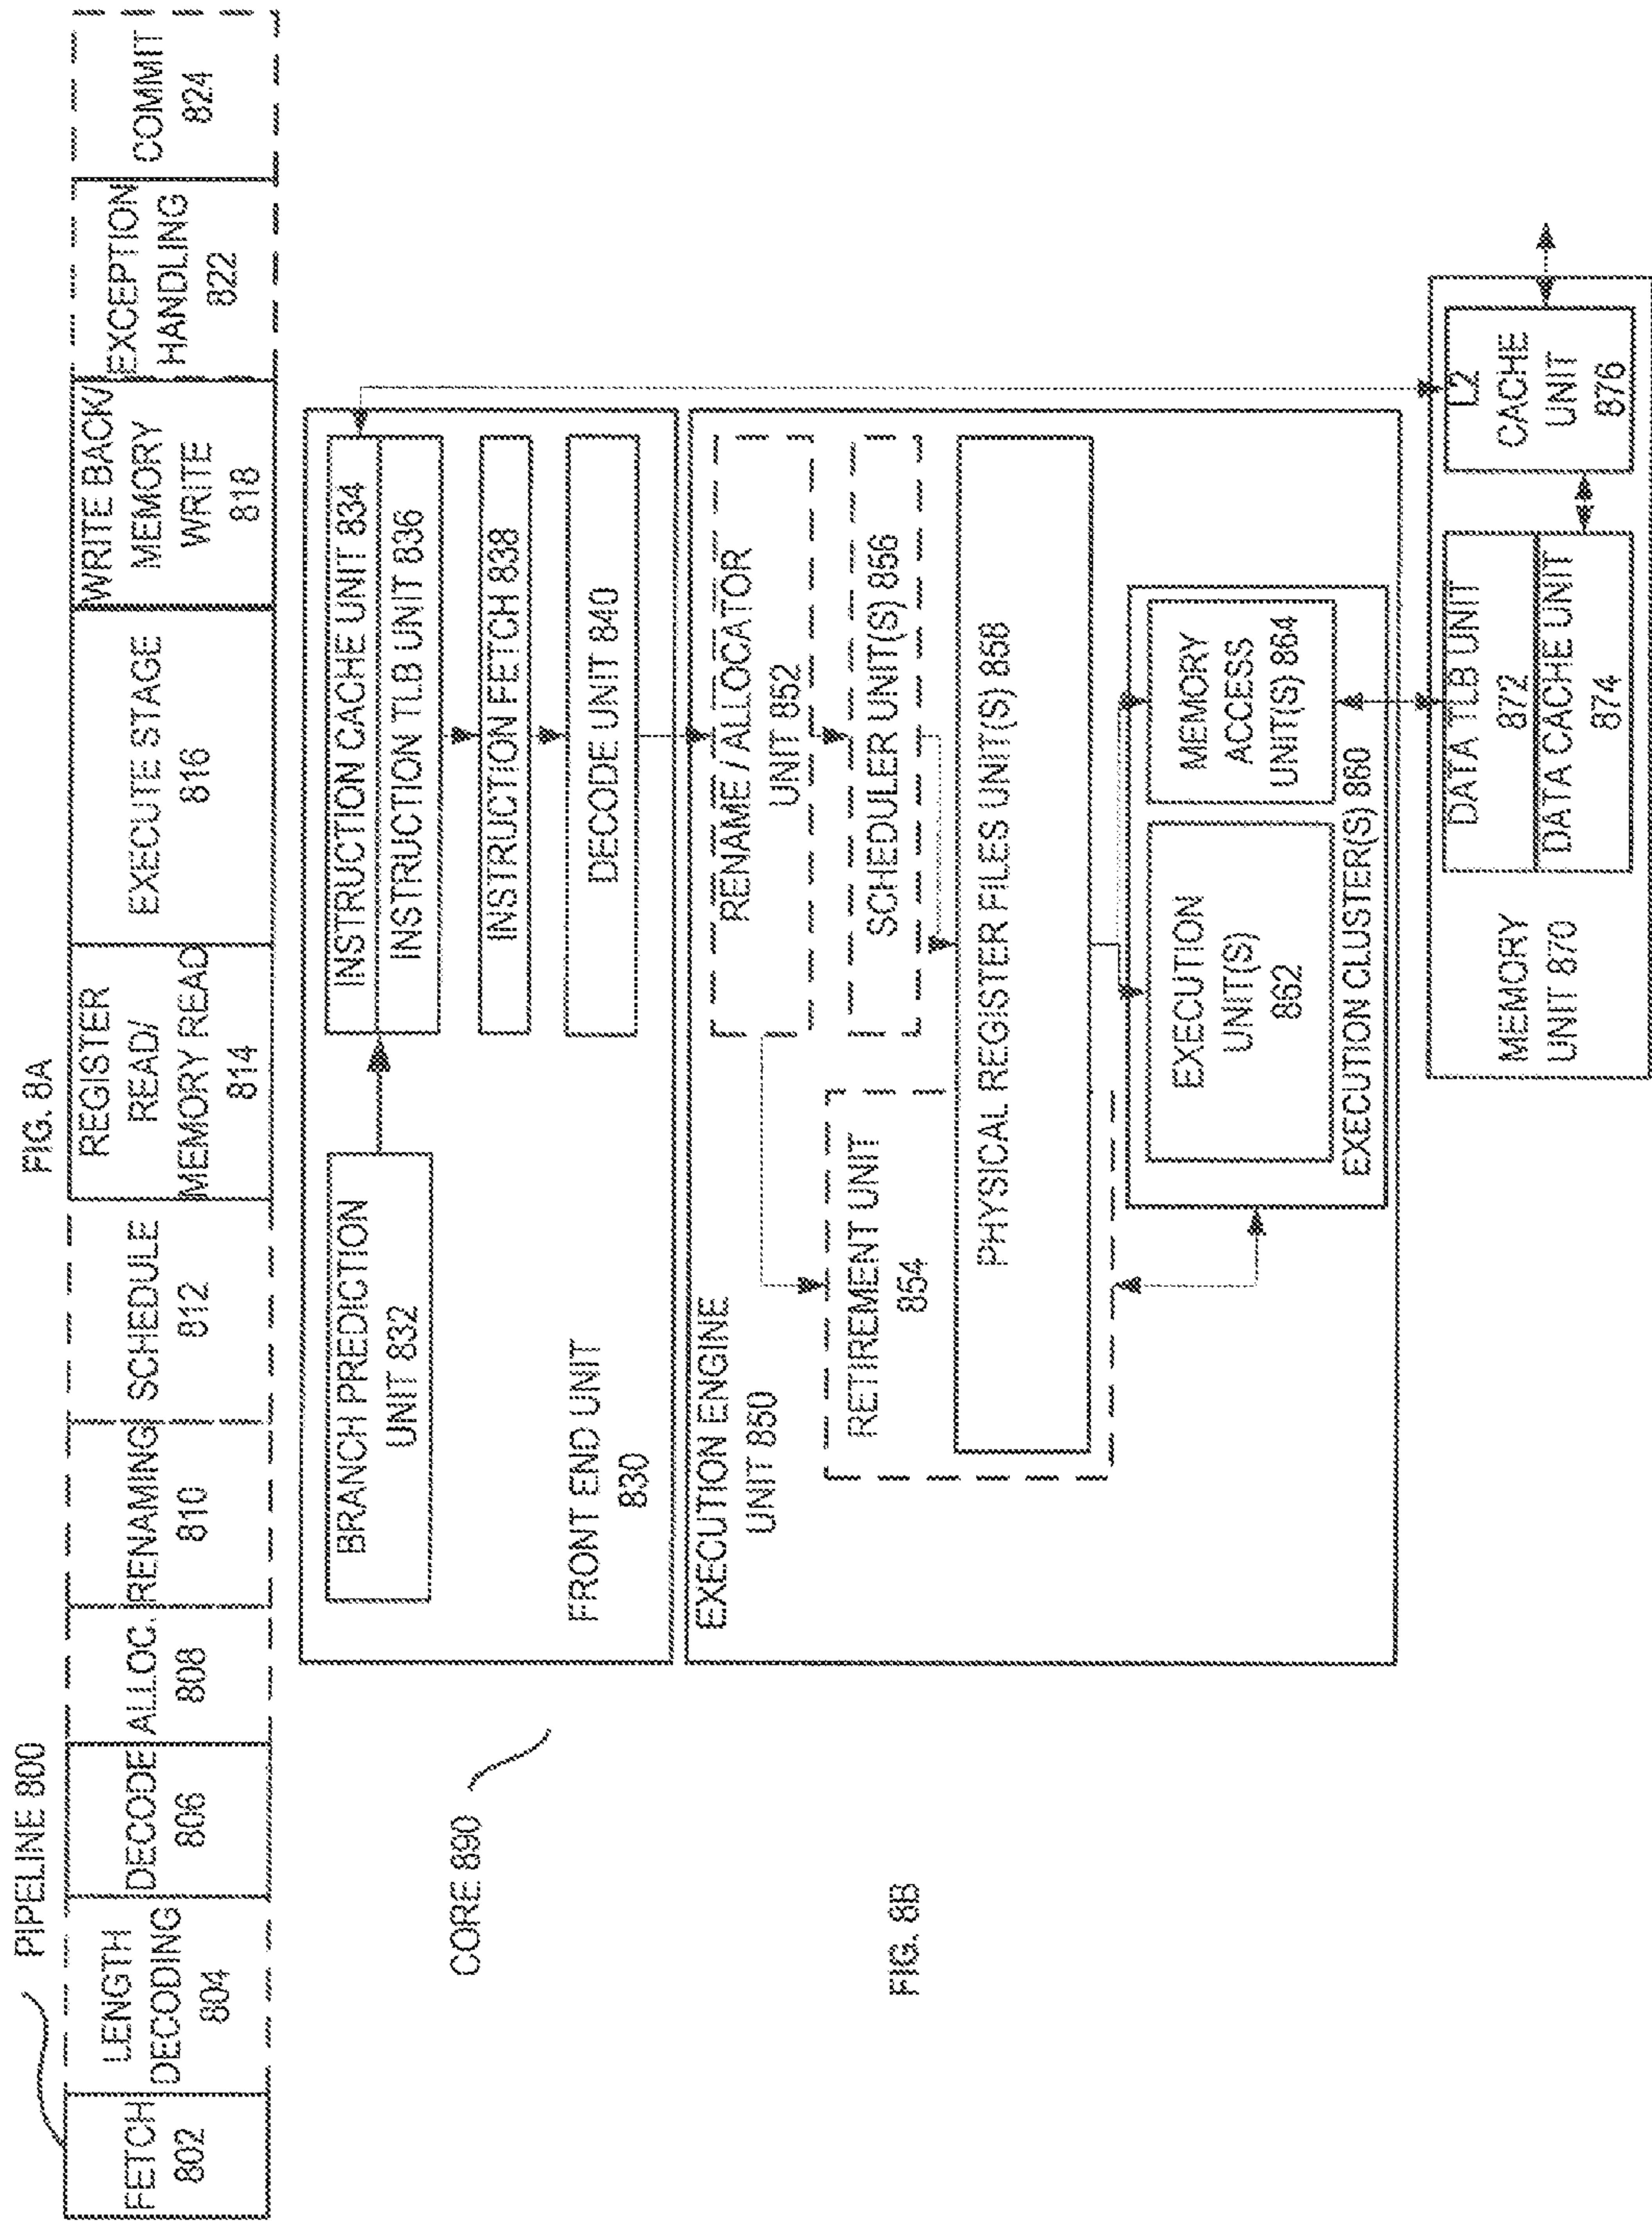 FIG. 8A
PIPELINE 800
FETCH
802
LENGTH
DECODING
804
DECODE
806
ALLOC.
808
RENAMING
810
SCHEDULE
812
REGISTER
READ/
MEMORY READ
814
EXECUTE STAGE
816
WRITE BACK/
MEMORY
WRITE
818
EXCEPTION
HANDLING
822
COMMIT
824
CORE 890
FIG. 8B
BRANCH PREDICTION
UNIT 832
INSTRUCTION CACHE UNIT 834
INSTRUCTION TLB UNIT 836
INSTRUCTION FETCH 838
DECODE UNIT 840
FRONT END UNIT
830
EXECUTION ENGINE
UNIT 850
RENAME / ALLOCATOR
UNIT 852
SCHEDULER UNIT(S) 856
RETIREMENT UNIT
854
PHYSICAL REGISTER FILES UNIT(S) 858
EXECUTION
UNIT(S)
862
MEMORY
ACCESS
UNIT(S) 864
EXECUTION CLUSTER(S) 860
MEMORY
UNIT 870
DATA TLB UNIT
872
DATA CACHE UNIT
874
L2
CACHE
UNIT
876